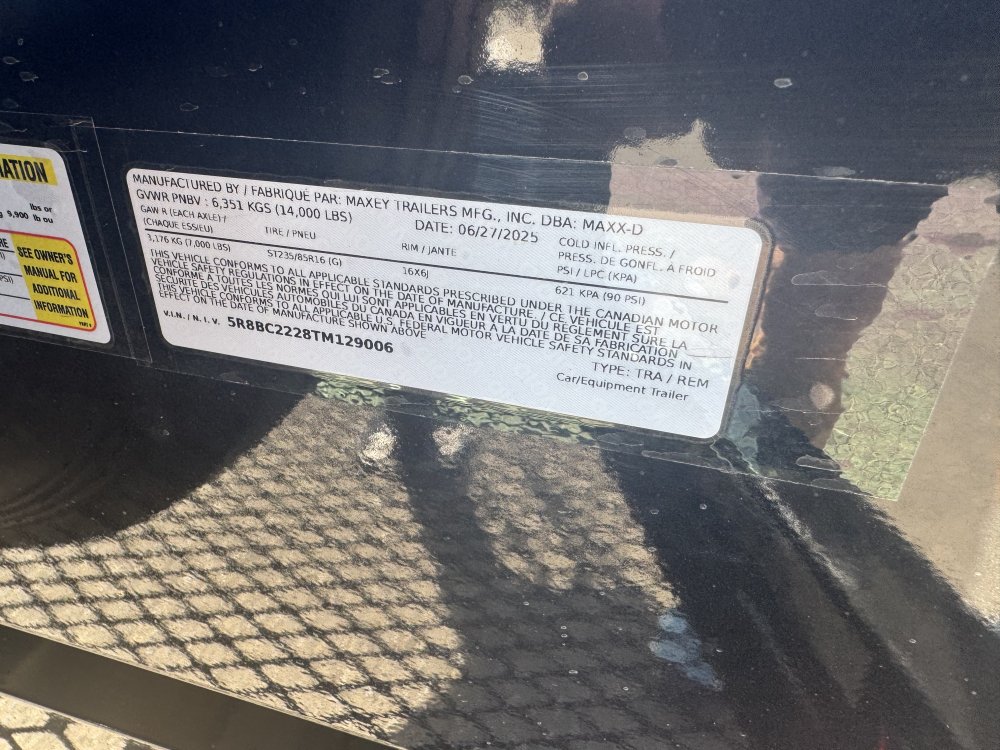 MATION
lbs or
g 9,900 lb ou
RE
SEE OWNER'S
MANUAL FOR
ADDITIONAL
INFORMATION
MANUFACTURED BY / FABRIQUÉ PAR: MAXEY TRAILERS MFG., INC. DBA: MAXX-D
GVWR PNBV : 6,351 KGS (14,000 LBS)
DATE: 06/27/2025
GAW R (EACH AXLE) /
(CHAQUE ESSIEU)
TIRE / PNEU
RIM / JANTE
COLD INFL. PRESS. /
PRESS. DE GONFL. À FROID
PSI / LPC (KPA)
3,176 KG (7,000 LBS)
ST235/85R16 (G)
16X6J
621 KPA (90 PSI)
THIS VEHICLE CONFORMS TO ALL APPLICABLE STANDARDS PRESCRIBED UNDER THE CANADIAN MOTOR
VEHICLE SAFETY REGULATIONS IN EFFECT ON THE DATE OF MANUFACTURE. / CE VEHICULE EST
CONFORME A TOUTES LES NORMES QUI LUI SONT APPLICABLES EN VERTU DU REGLEMENT SURE LA
SECURITE DES VEHICULES AUTOMOBILES DU CANADA EN VIGUEUR A LA DATE DE SA FABRICATION
THIS VEHICLE CONFORMS TO ALL APPLICABLE U.S. FEDERAL MOTOR VEHICLE SAFETY STANDARDS IN
EFFECT ON THE DATE OF MANUFACTURE SHOWN ABOVE
V.I.N. / N.I.V. 5R8BC2228TM129006
TYPE: TRA / REM
Car/Equipment Trailer